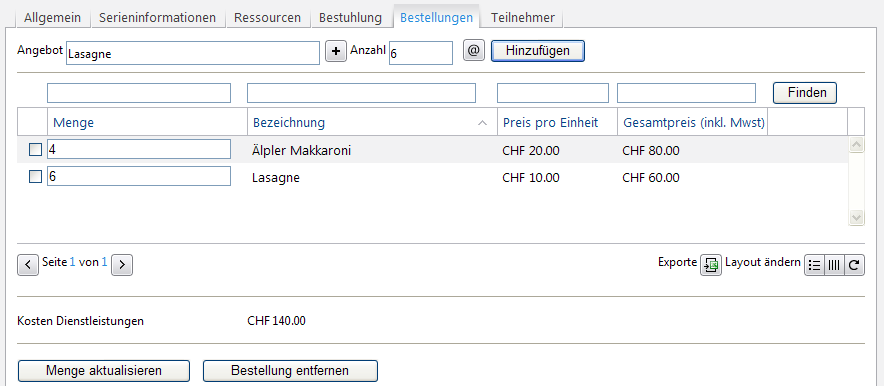 Allgemein Serieninformationen Ressourcen Bestuhlung Bestellungen Teilnehmer
Angebot Lasagne + Anzahl 6 @ Hinzufügen
Finden
Menge Bezeichnung Preis pro Einheit Gesamtpreis (inkl. Mwst)
4 Älpler Makkaroni CHF 20.00 CHF 80.00
6 Lasagne CHF 10.00 CHF 60.00
< Seite 1 von 1 > Exporte Layout ändern
Kosten Dienstleistungen CHF 140.00
Menge aktualisieren Bestellung entfernen